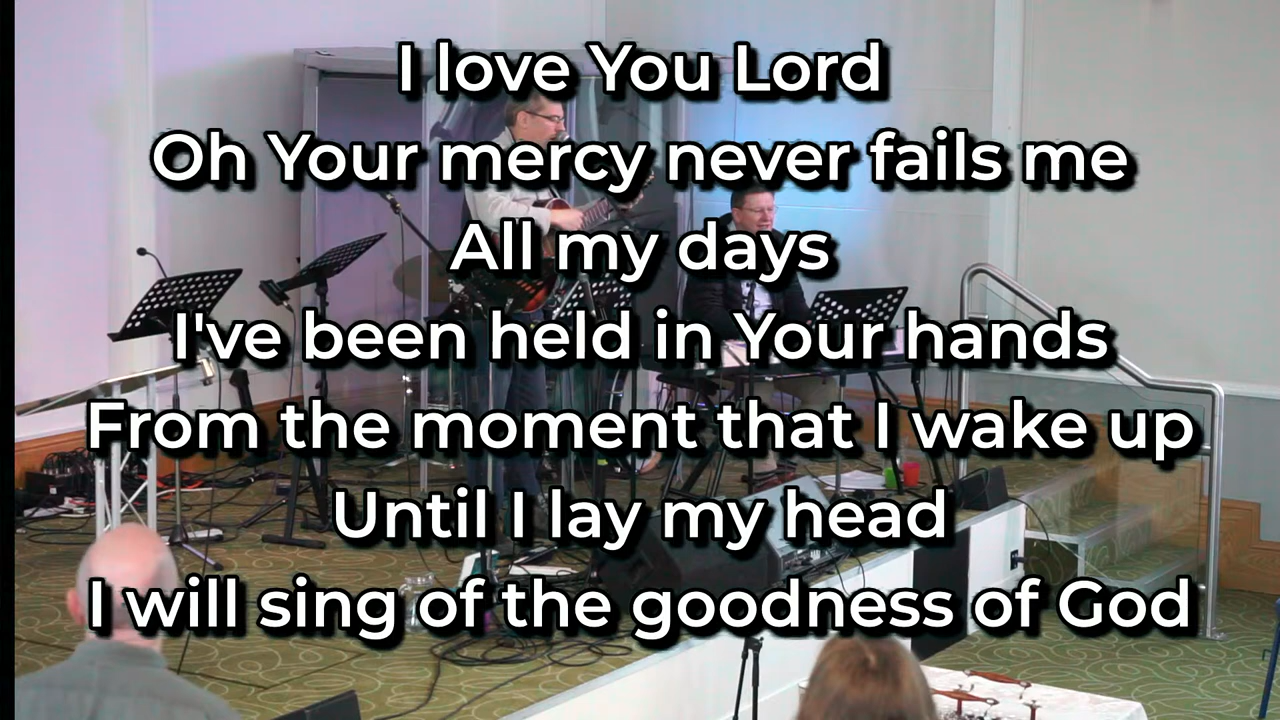 I love You Lord
Oh Your mercy never fails me
All my days
I've been held in Your hands
From the moment that I wake up
Until I lay my head
I will sing of the goodness of God